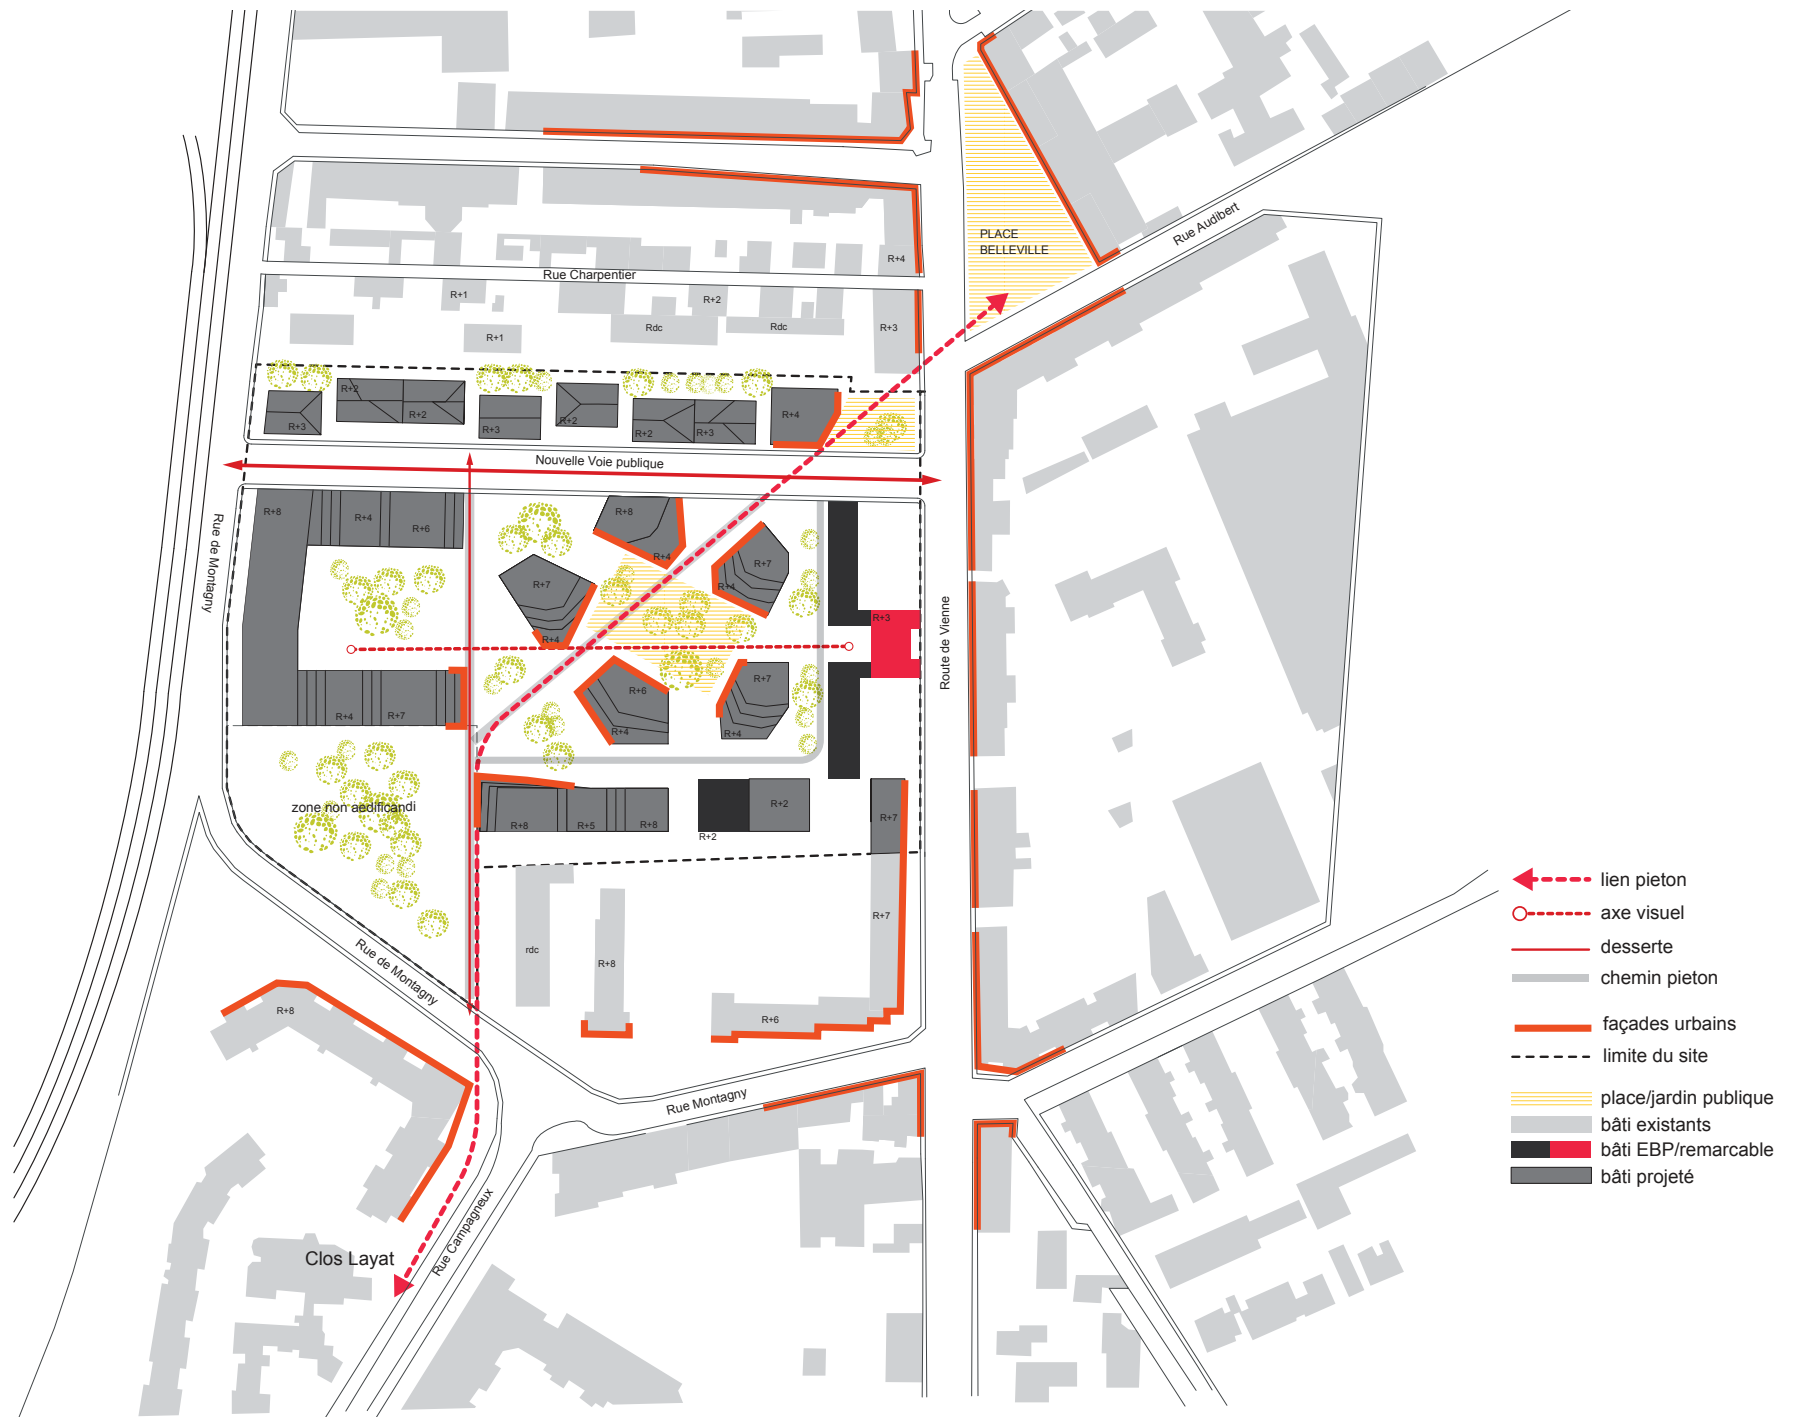 PLACE
BELLEVILLE
Rue Audibert
R+4
Rue Charpentier
R+1
R+2
Rdc
Rdc
R+3
R+1
R+2
R+2
R+3
R+3
R+2
R+2
R+3
R+4
Nouvelle Voie publique
R+8
R+4
R+6
R+8
R+4
R+7
R+4
R+7
R+4
Rue de Montagny
R+3
Route de Vienne
R+6
R+4
R+7
R+4
R+4
R+7
zone non aedificandi
R+8
R+5
R+8
R+2
R+2
R+7
R+7
rdc
R+8
R+6
Rue de Montagny
R+8
Rue Montagny
Rue Campagneux
Clos Layat
lien pieton
axe visuel
desserte
chemin pieton
façades urbains
limite du site
place/jardin publique
bâti existants
bâti EBP/remarcable
bâti projeté